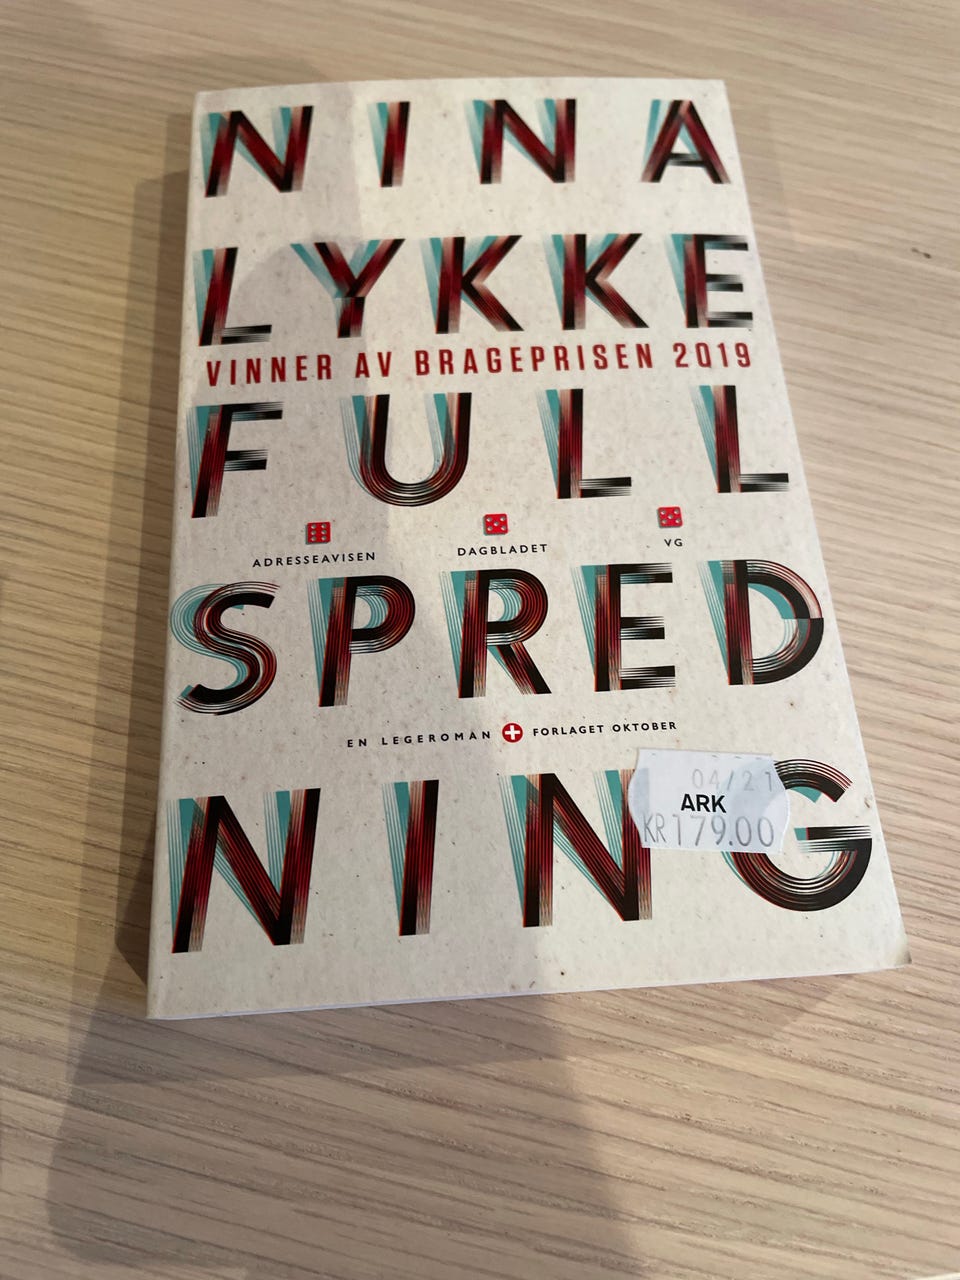 NINA
LYKKE
VINNER AV BRAGEPRISEN 2019
FULL
ADRESSEAVISEN DAGBLADET VG
SPRED
EN LEGEROMAN FORLAGET OKTOBER
NING
04/21
ARK
KR179.00